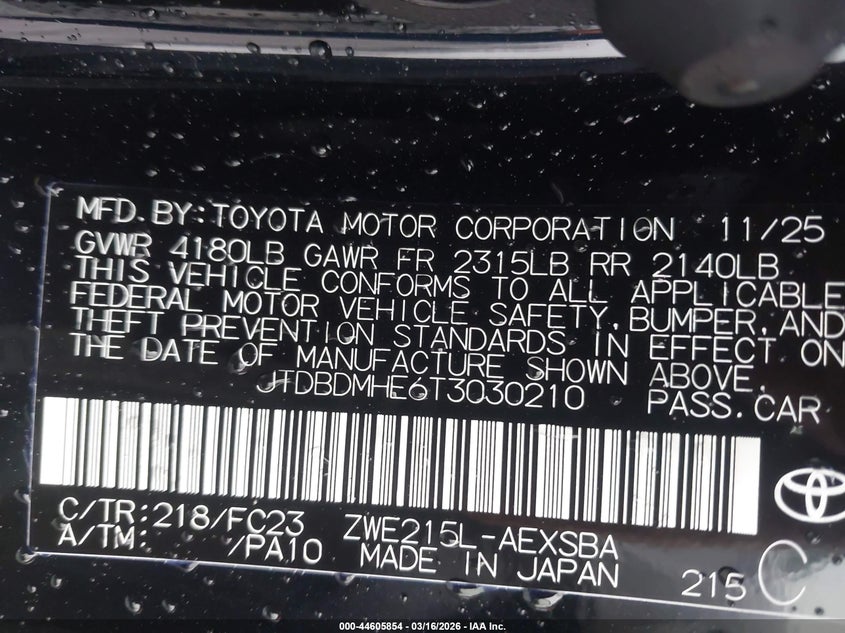 MFD.BY:TOYOTA MOTOR CORPORATION 11/25
GVWR 4180LB GAWR FR 2315LB RR 2140LB
THIS VEHICLE CONFORMS TO ALL APPLICABLE
FEDERAL MOTOR VEHICLE SAFETY,BUMPER,AND
THEFT PREVENTION STANDARDS IN EFFECT ON
THE DATE OF MANUFACTURE SHOWN ABOVE.
JTDBDMHE6T3030210 PASS.CAR
C/TR:218/FC23 ZWE215L-AEXSBA
A/TM: /PA10 MADE IN JAPAN 215 C
000-44605854 - 03/16/2026 - IAA Inc.